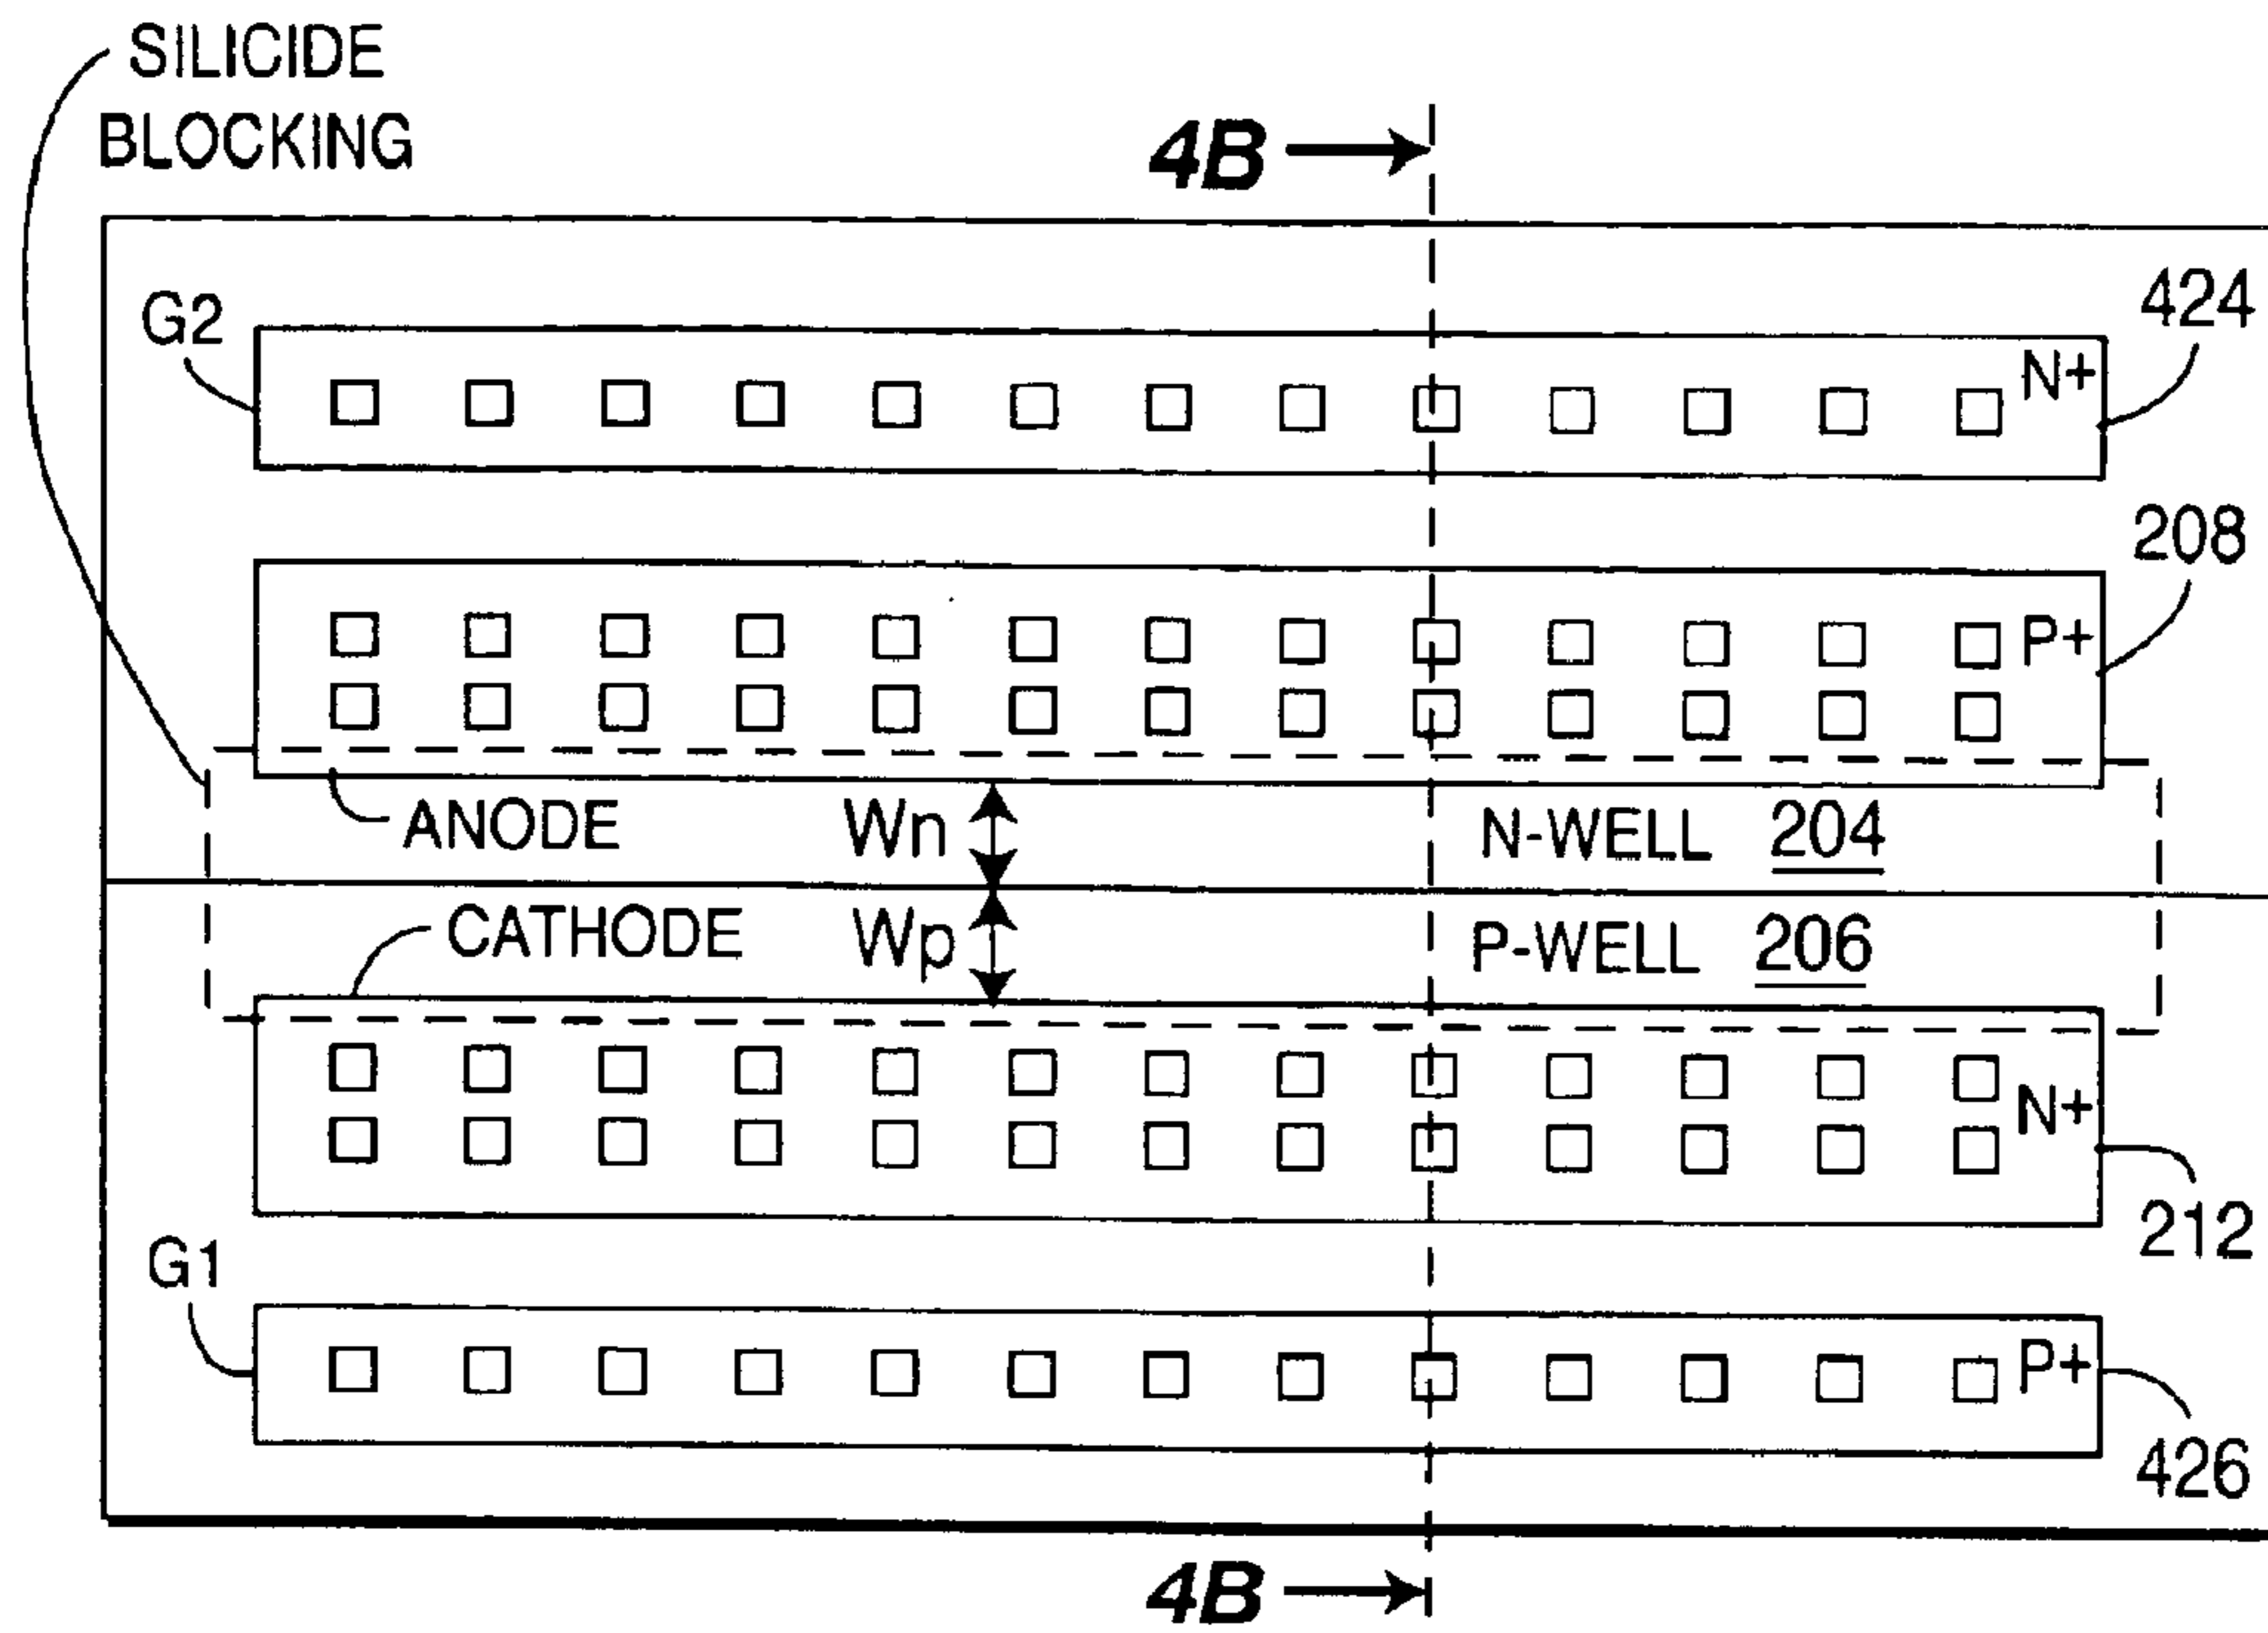 SILICIDE
BLOCKING
4B
G2
424
N+
208
P+
ANODE
Wn
N-WELL 204
CATHODE
Wp
P-WELL 206
N+
212
G1
P+
426
4B